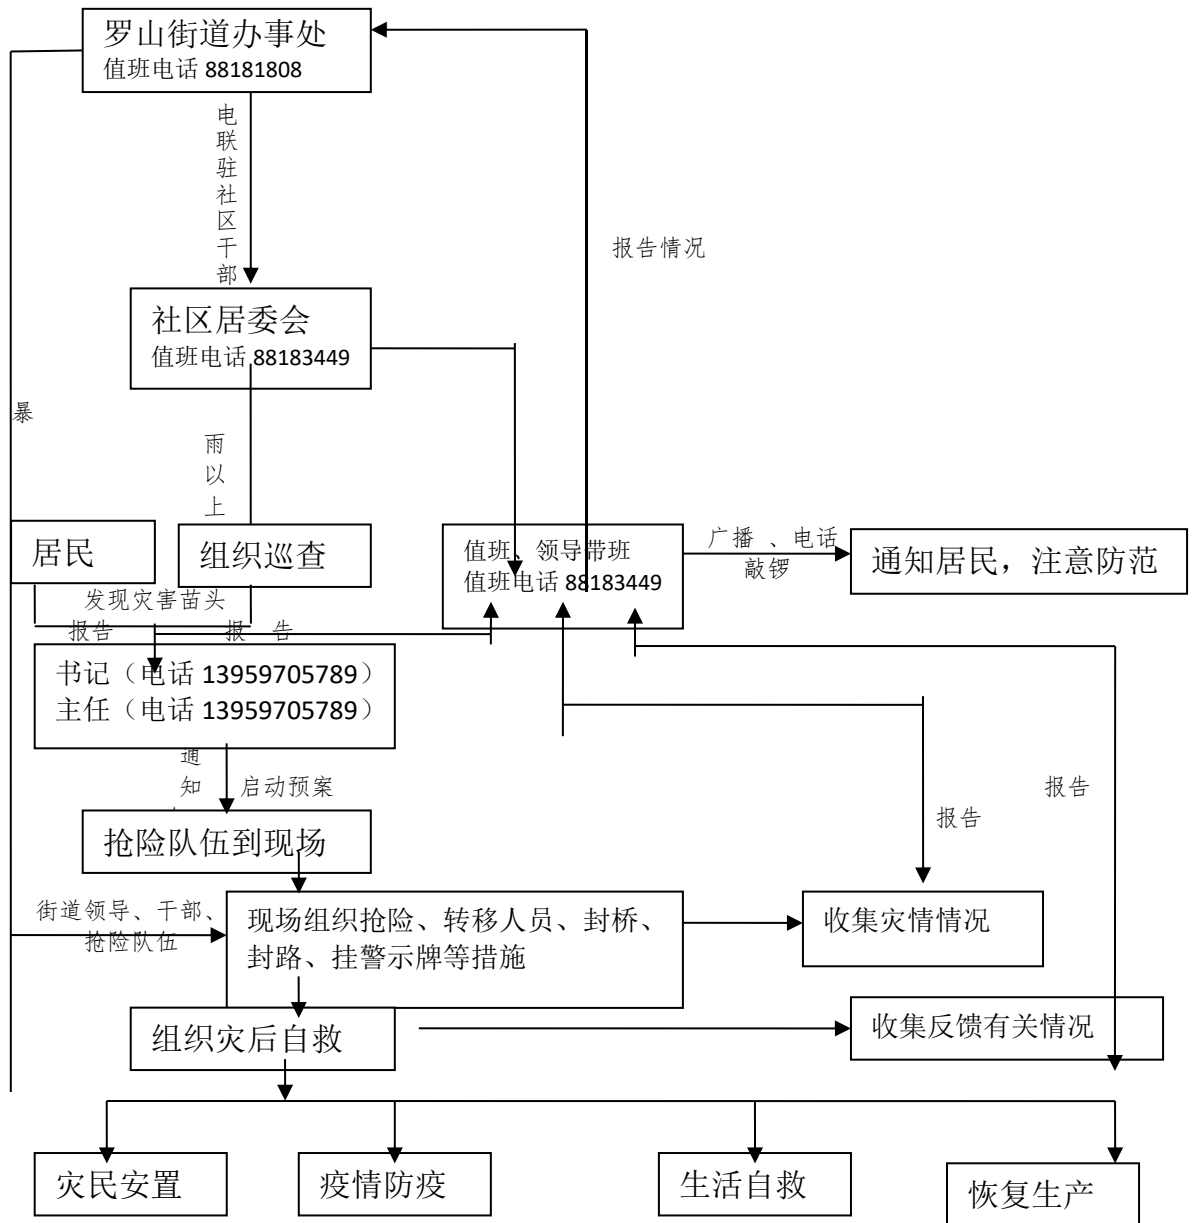 罗山街道办事处
值班电话 88181808
电联驻社区干部
报告情况
社区居委会
值班电话 88183449
暴
雨以上
居民
组织巡查
值班、领导带班
值班电话 88183449
广播 、电话
敲锣
通知居民，注意防范
发现灾害苗头
报告
报 告
书记（电话 13959705789）
主任（电话 13959705789）
通知
启动预案
报告
报告
抢险队伍到现场
街道领导、干部、
抢险队伍
现场组织抢险、转移人员、封桥、
封路、挂警示牌等措施
收集灾情情况
组织灾后自救
收集反馈有关情况
灾民安置
疫情防疫
生活自救
恢复生产